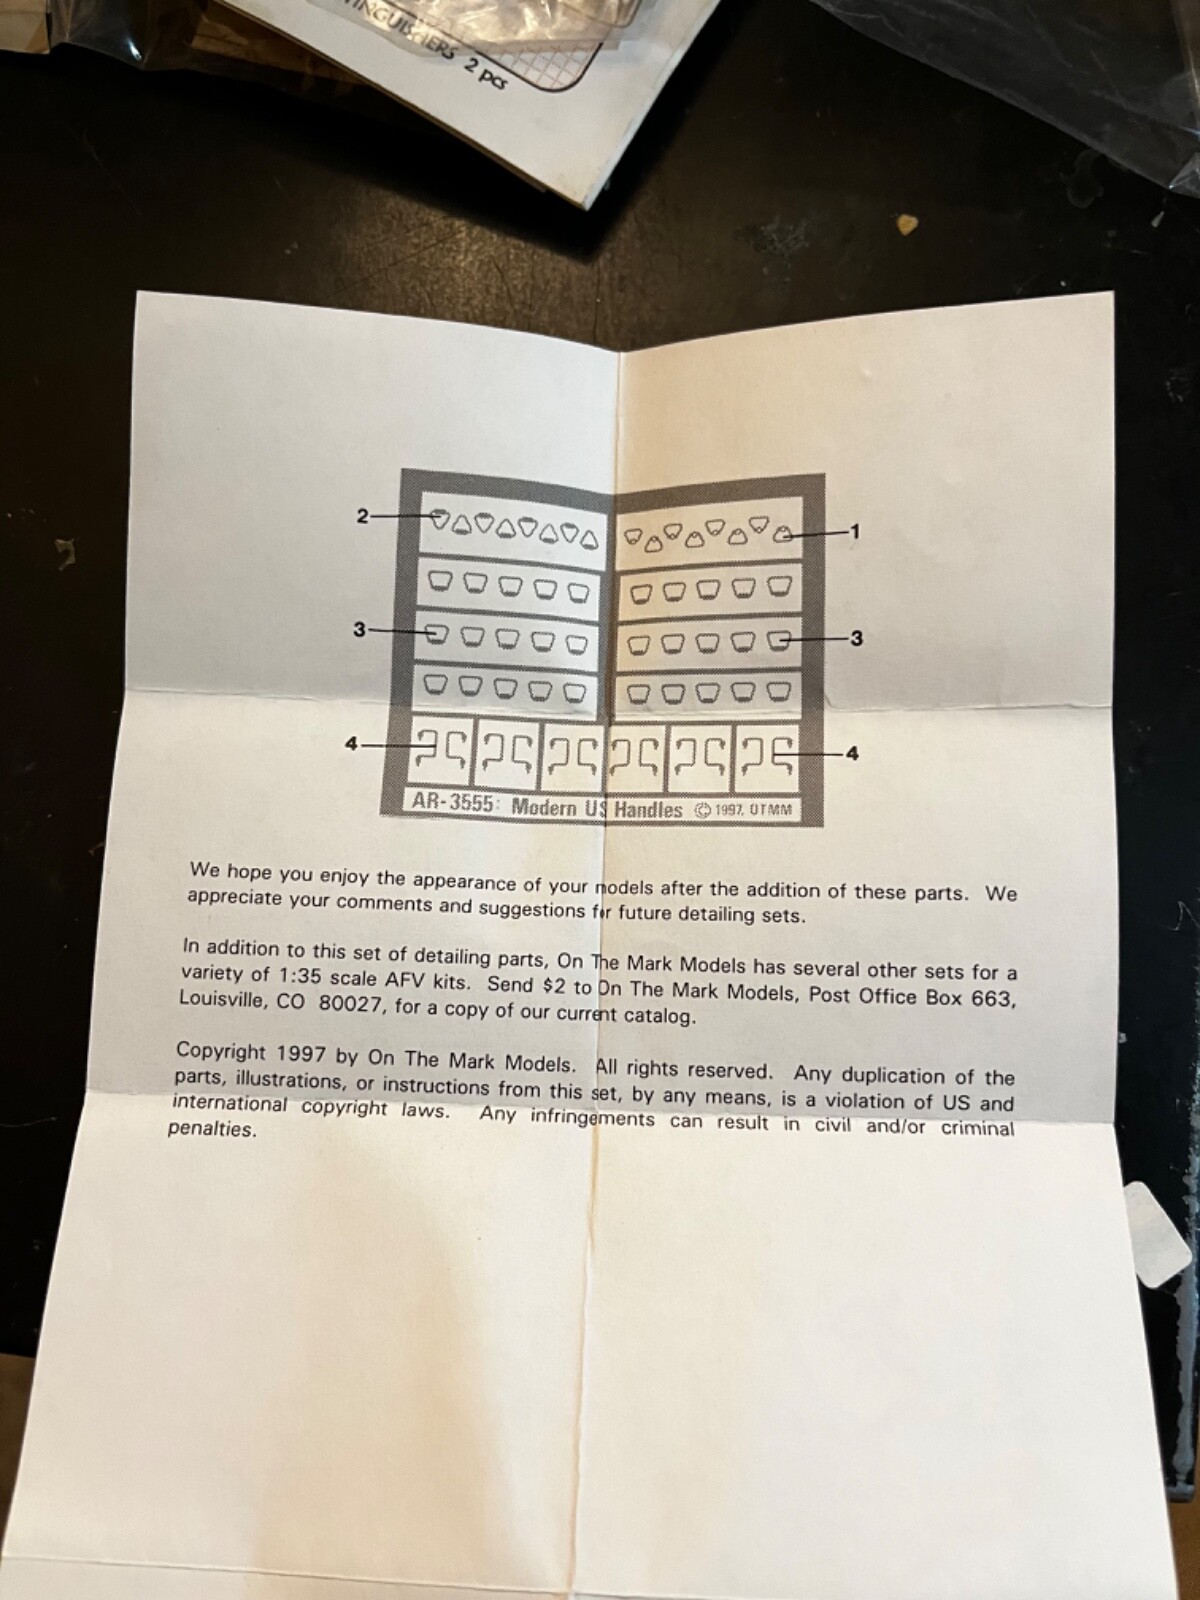 2 pcs
2
1
3
3
4
4
AR-3555: Modern US Handles © 1997, OTMM
We hope you enjoy the appearance of your models after the addition of these parts. We
appreciate your comments and suggestions for future detailing sets.
In addition to this set of detailing parts, On The Mark Models has several other sets for a
variety of 1:35 scale AFV kits. Send $2 to On The Mark Models, Post Office Box 663,
Louisville, CO 80027, for a copy of our current catalog.
Copyright 1997 by On The Mark Models. All rights reserved. Any duplication of the
parts, illustrations, or instructions from this set, by any means, is a violation of US and
international copyright laws. Any infringements can result in civil and/or criminal
penalties.